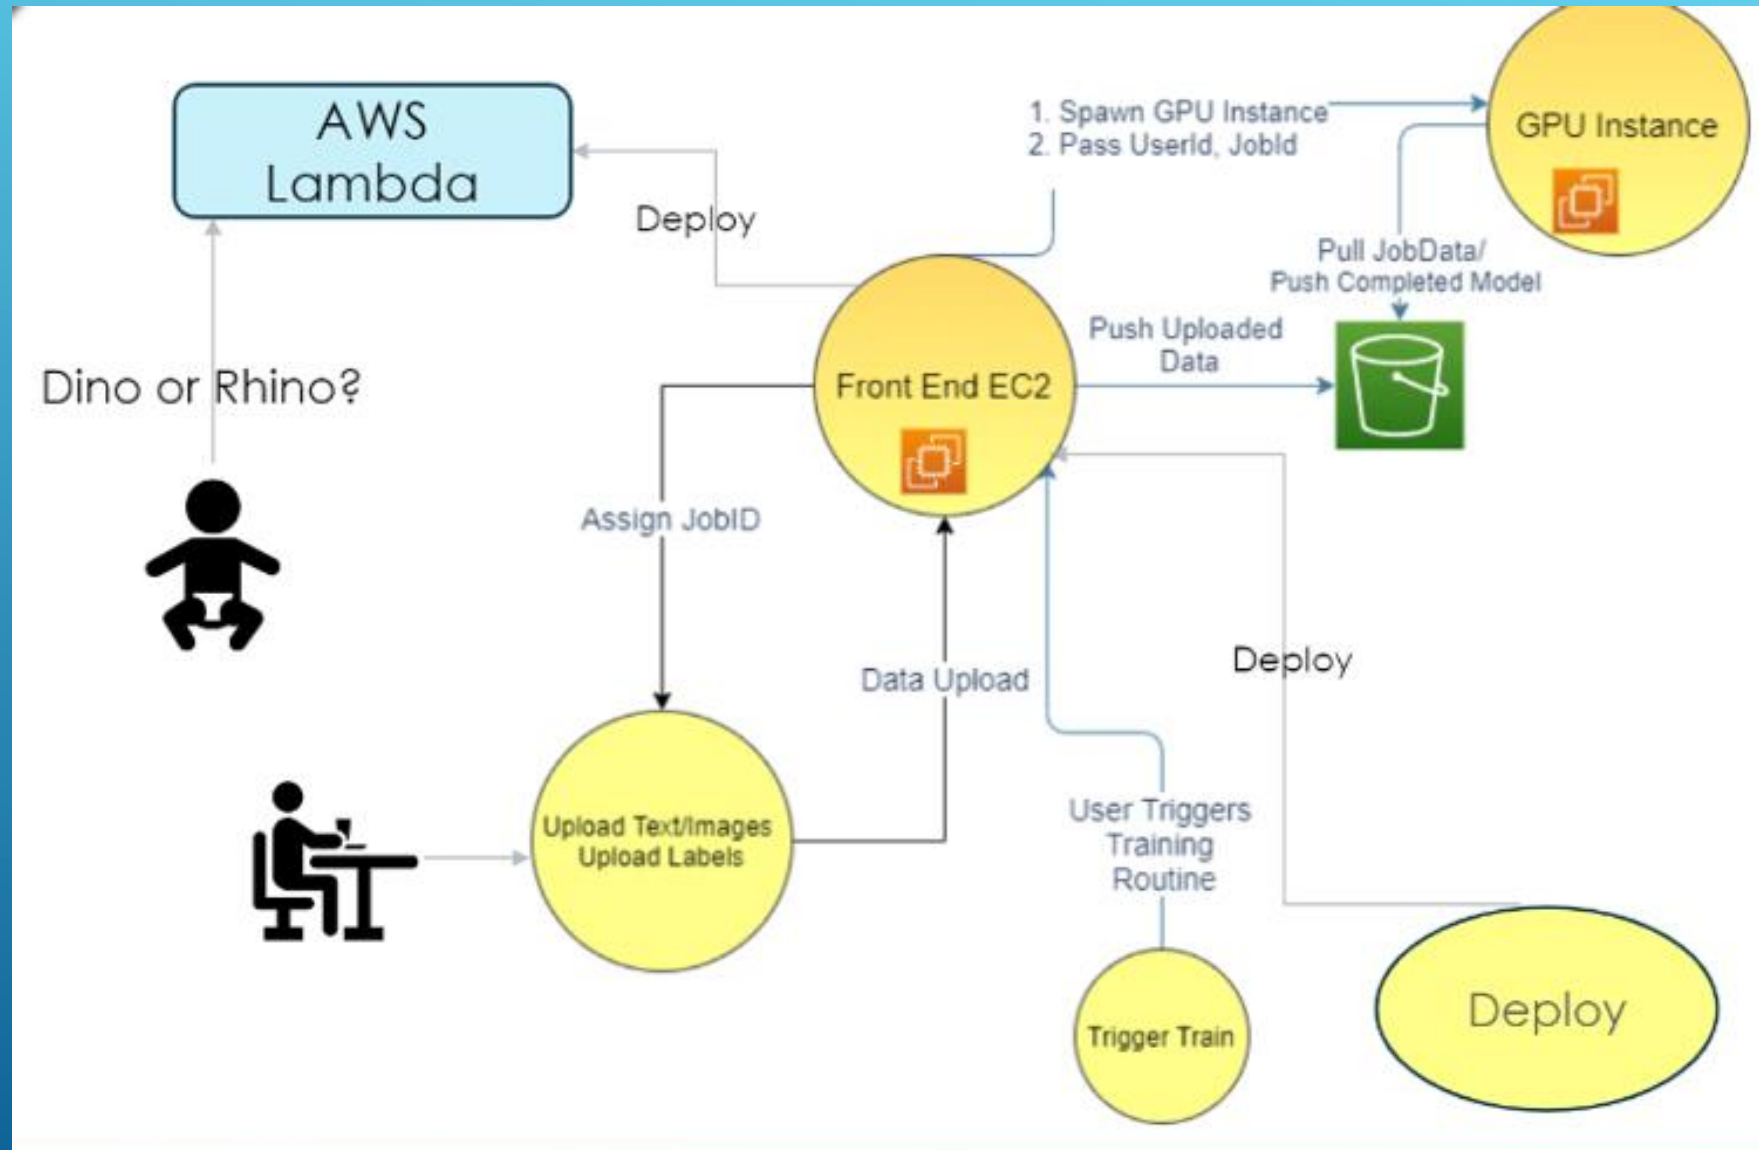 AWS
Lambda
1. Spawn GPU Instance
2. Pass UserId, JobId
GPU Instance
Deploy
Pull JobData/
Push Completed Model
Push Uploaded
Data
Dino or Rhino?
Front End EC2
Assign JobID
Data Upload
Deploy
Upload Text/Images
Upload Labels
User Triggers
Training
Routine
Trigger Train
Deploy